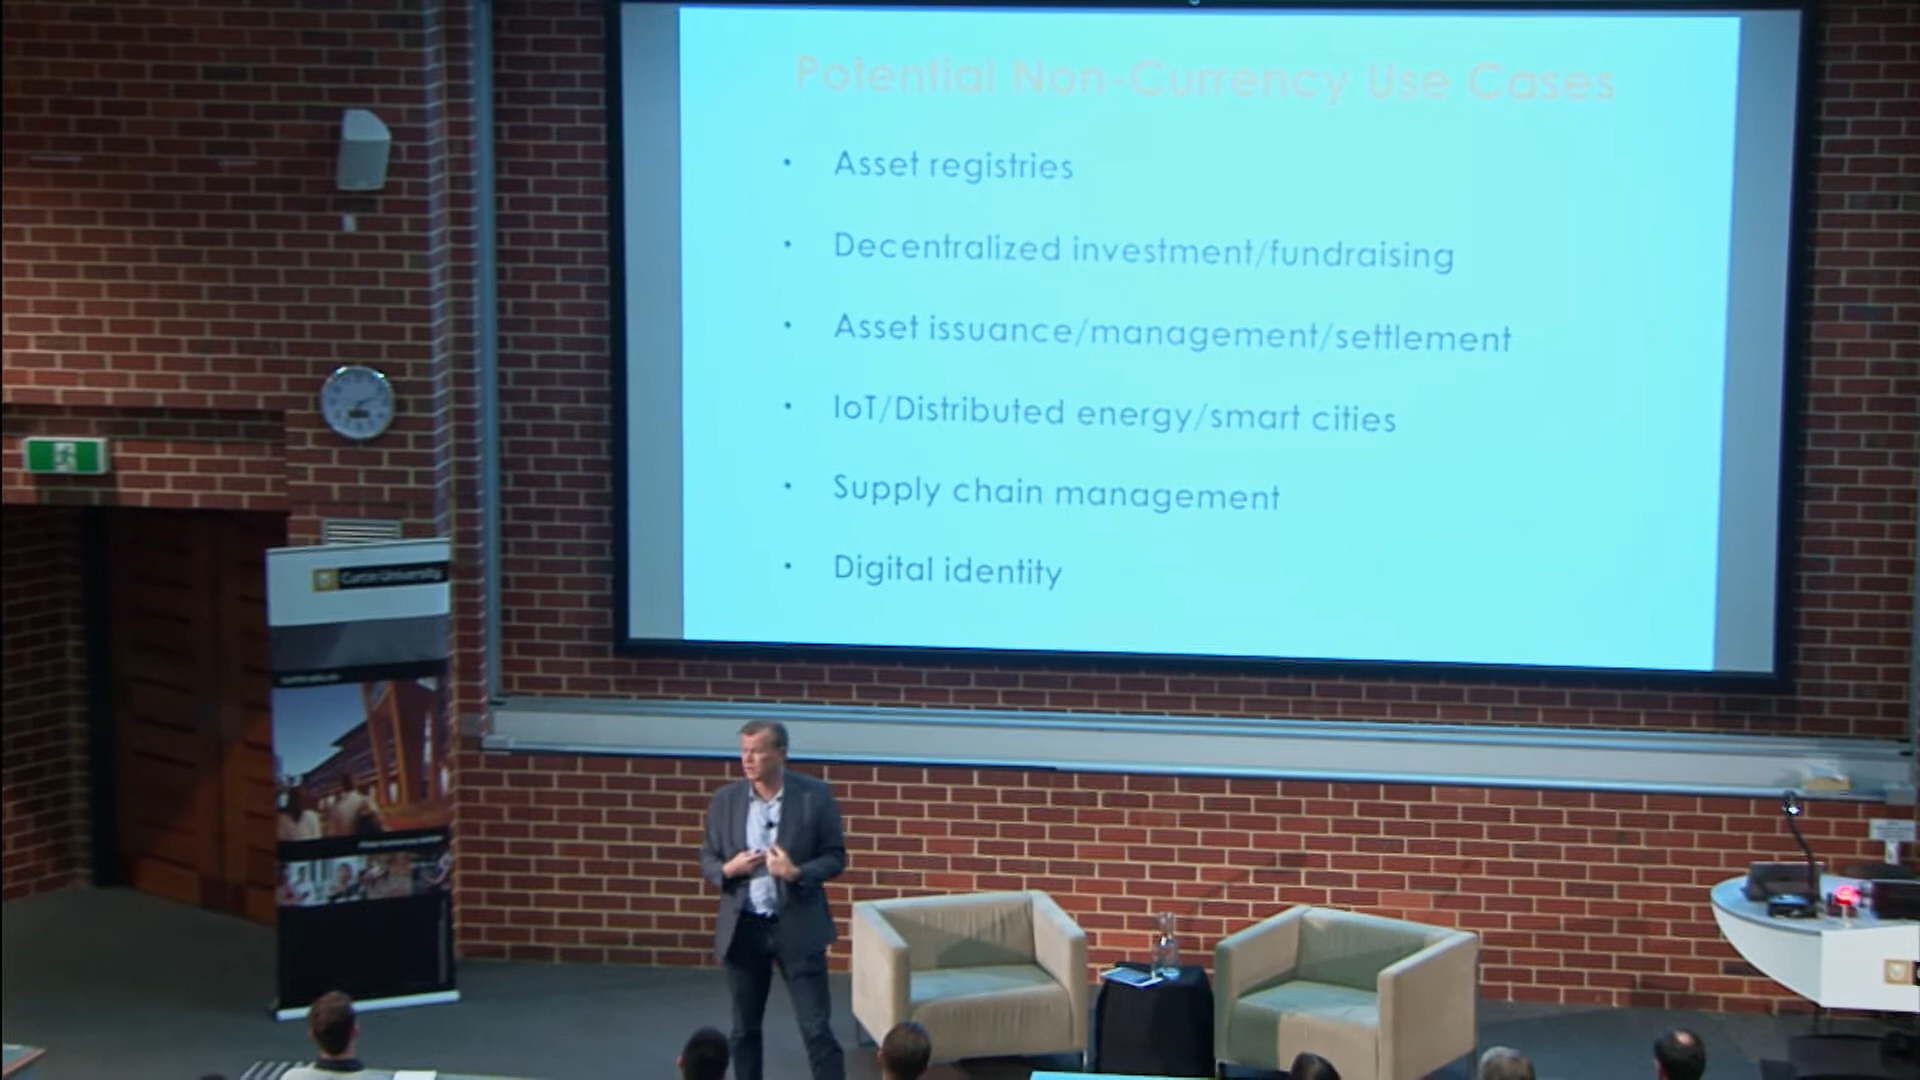 Potential Non-Currency Use Cases
• Asset registries
• Decentralized investment/fundraising
• Asset issuance/management/settlement
• IoT/Distributed energy/smart cities
• Supply chain management
• Digital identity
Curtin University